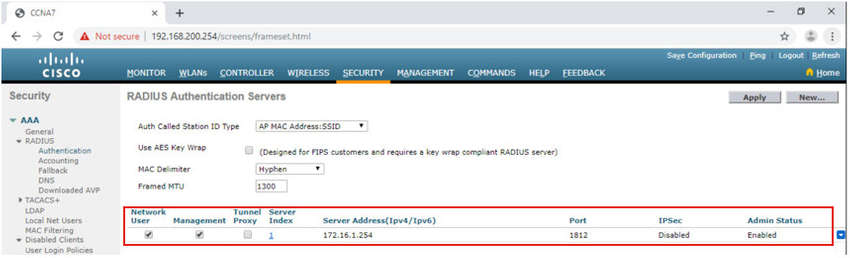 CCNA7
Not secure | 192.168.200.254/screens/frameset.html
Save Configuration | Ping | Logout | Refresh
CISCO
MONITOR WLANs CONTROLLER WIRELESS SECURITY MANAGEMENT COMMANDS HELP FEEDBACK
Home
Security
AAA
General
RADIUS
Authentication
Accounting
Fallback
DNS
Downloaded AVP
TACACS+
LDAP
Local Net Users
MAC Filtering
Disabled Clients
User Login Policies
RADIUS Authentication Servers
Apply
New...
Auth Called Station ID Type AP MAC Address:SSID
Use AES Key Wrap (Designed for FIPS customers and requires a key wrap compliant RADIUS server)
MAC Delimiter Hyphen
Framed MTU 1300
Network User Management Tunnel Proxy Server Index Server Address(Ipv4/Ipv6) Port IPSec Admin Status
1 172.16.1.254 1812 Disabled Enabled